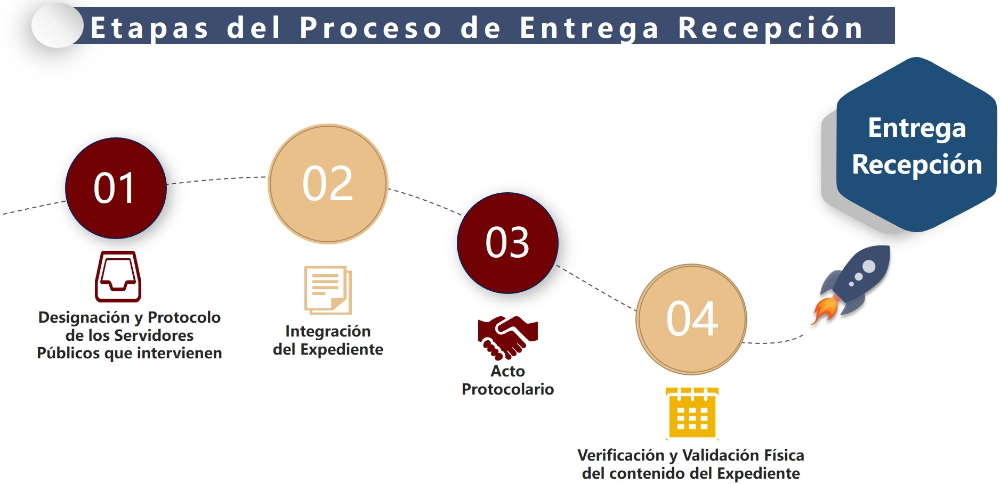 Etapas del Proceso de Entrega Recepción
Entrega
Recepción
01
Designación y Protocolo
de los Servidores
Públicos que intervienen
02
Integración
del Expediente
03
Acto
Protocolario
04
Verificación y Validación Física
del contenido del Expediente